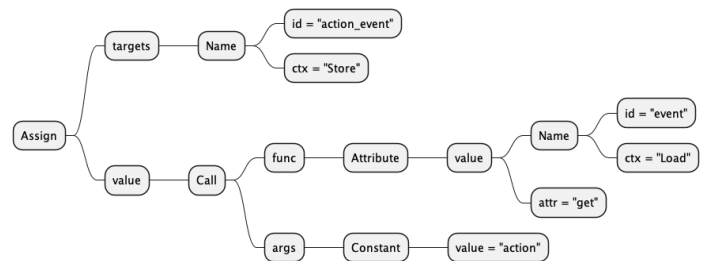 Assign
targets
Name
id = "action_event"
ctx = "Store"
value
Call
func
Attribute
value
Name
id = "event"
ctx = "Load"
attr = "get"
args
Constant
value = "action"